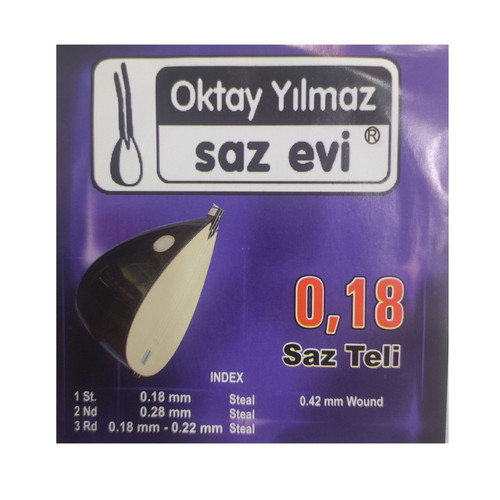 Oktay Yılmaz
saz evi ®
0,18
Saz Teli
INDEX
1 St. 0.18 mm Steal 0.42 mm Wound
2 Nd 0.28 mm Steal
3 Rd 0.18 mm - 0.22 mm Steal